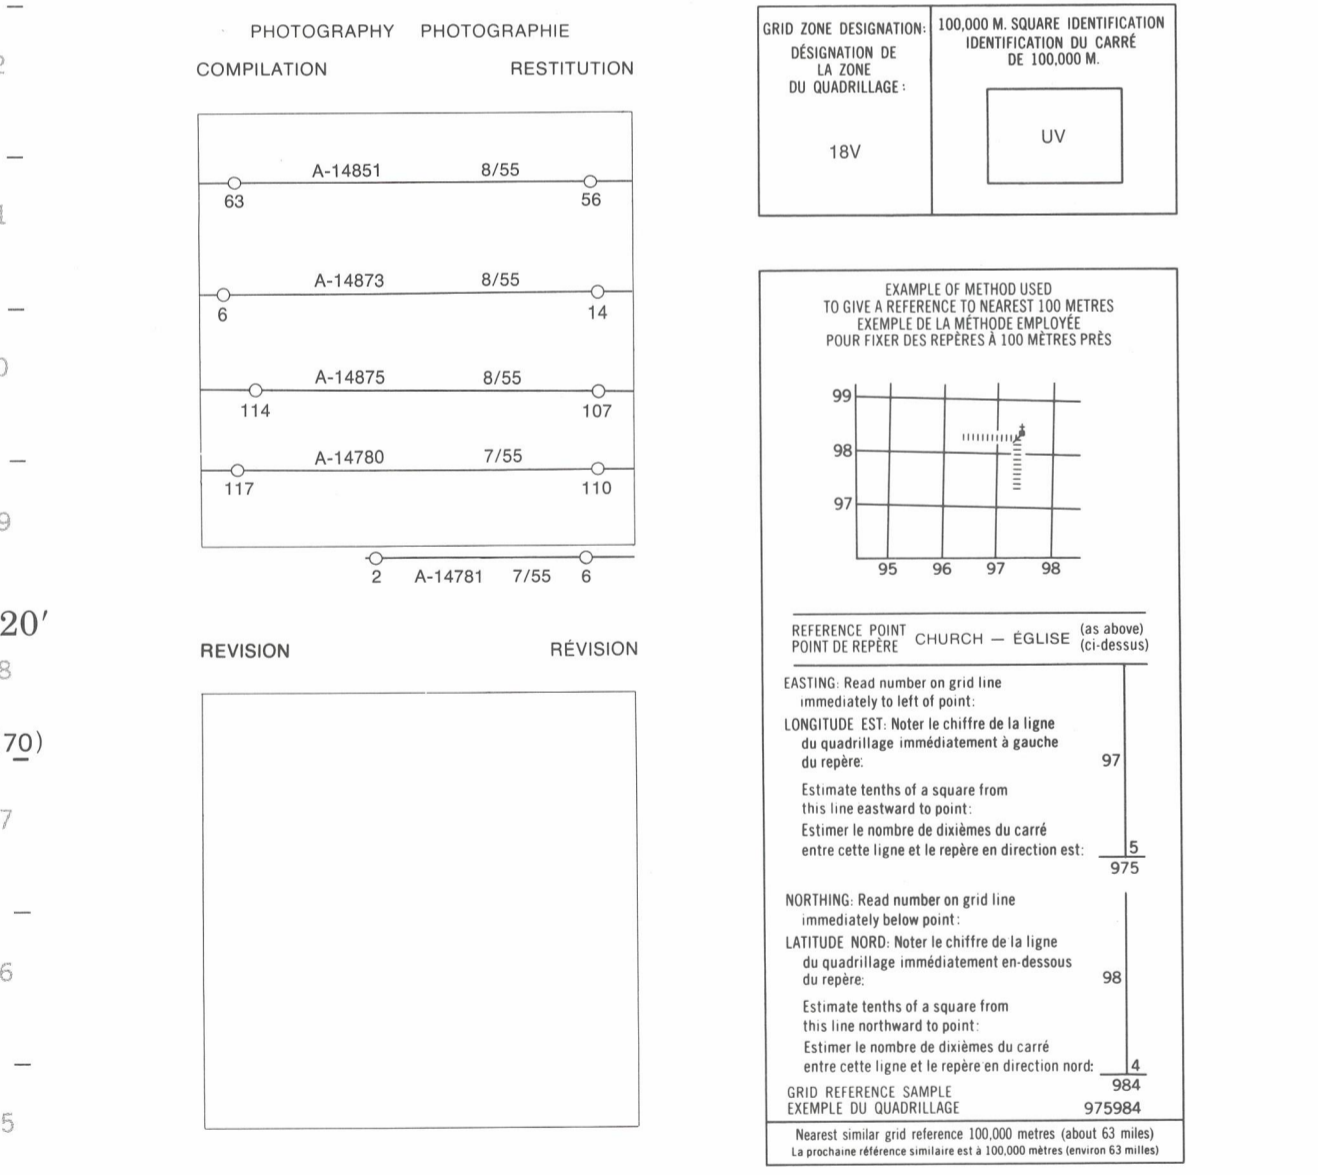 PHOTOGRAPHY PHOTOGRAPHIE
COMPILATION RESTITUTION
A-14851 8/55
63 56
A-14873 8/55
6 14
A-14875 8/55
114 107
A-14780 7/55
117 110
2 A-14781 7/55 6
REVISION RÉVISION
20′
8
70)
7
6
5
9
GRID ZONE DESIGNATION:
DÉSIGNATION DE
LA ZONE
DU QUADRILLAGE :
18V
100,000 M. SQUARE IDENTIFICATION
IDENTIFICATION DU CARRÉ
DE 100,000 M.
UV
EXAMPLE OF METHOD USED
TO GIVE A REFERENCE TO NEAREST 100 METRES
EXEMPLE DE LA MÉTHODE EMPLOYÉE
POUR FIXER DES REPÈRES À 100 MÈTRES PRÈS
99
98
97
95 96 97 98
REFERENCE POINT
POINT DE REPÈRE
CHURCH — ÉGLISE
(as above)
(ci-dessus)
EASTING: Read number on grid line
immediately to left of point:
LONGITUDE EST: Noter le chiffre de la ligne
du quadrillage immédiatement à gauche
du repère: 97
Estimate tenths of a square from
this line eastward to point:
Estimer le nombre de dixièmes du carré
entre cette ligne et le repère en direction est: 5
975
NORTHING: Read number on grid line
immediately below point:
LATITUDE NORD: Noter le chiffre de la ligne
du quadrillage immédiatement en-dessous
du repère: 98
Estimate tenths of a square from
this line northward to point:
Estimer le nombre de dixièmes du carré
entre cette ligne et le repère en direction nord: 4
984
GRID REFERENCE SAMPLE
EXEMPLE DU QUADRILLAGE 975984
Nearest similar grid reference 100,000 metres (about 63 miles)
La prochaine référence similaire est à 100,000 mètres (environ 63 milles)